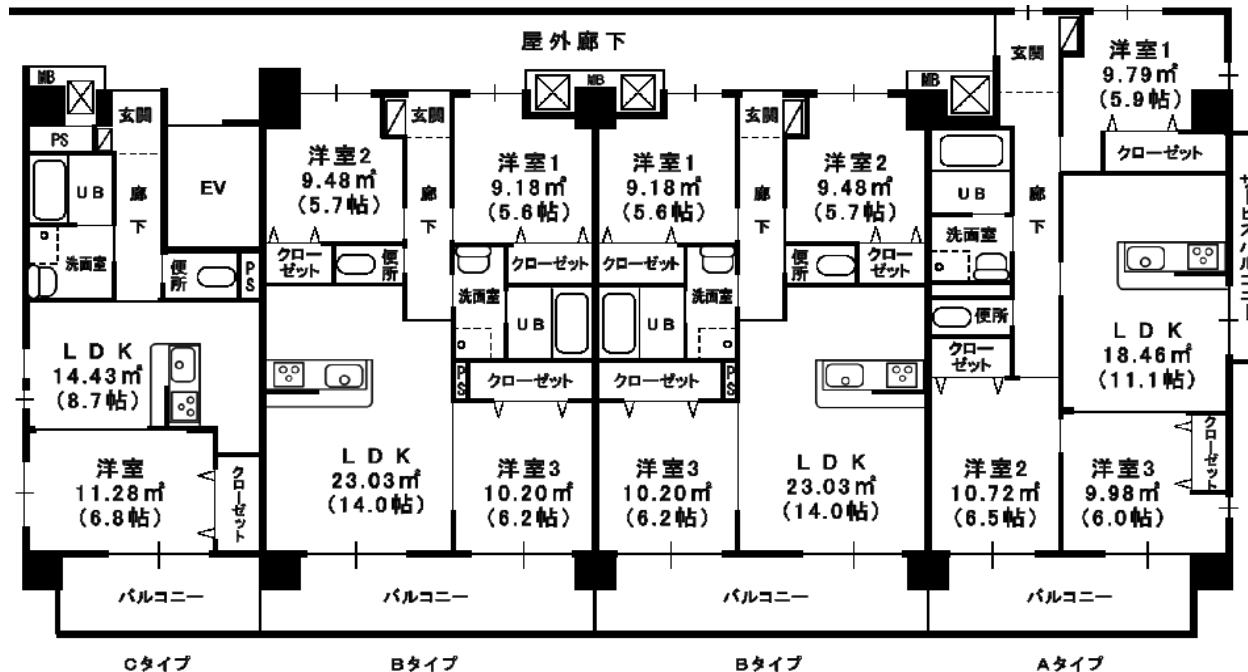 屋外廊下
MB
玄関
PS
UB
廊下
EV
洗面室
便所
PS
LDK
14.43㎡
(8.7帖)
洋室
11.28㎡
(6.8帖)
クローゼット
バルコニー
Cタイプ
洋室2
9.48㎡
(5.7帖)
玄関
廊下
洋室1
9.18㎡
(5.6帖)
MB
クローゼット
便所
クローゼット
洗面室
UB
PS
クローゼット
LDK
23.03㎡
(14.0帖)
洋室3
10.20㎡
(6.2帖)
バルコニー
Bタイプ
洋室1
9.18㎡
(5.6帖)
玄関
廊下
洋室2
9.48㎡
(5.7帖)
クローゼット
便所
クローゼット
UB
洗面室
クローゼット
PS
洋室3
10.20㎡
(6.2帖)
LDK
23.03㎡
(14.0帖)
バルコニー
Bタイプ
MB
玄関
洋室1
9.79㎡
(5.9帖)
クローゼット
UB
廊下
洗面室
便所
クローゼット
LDK
18.46㎡
(11.1帖)
サービスバルコニー
洋室2
10.72㎡
(6.5帖)
洋室3
9.98㎡
(6.0帖)
クローゼット
バルコニー
Aタイプ